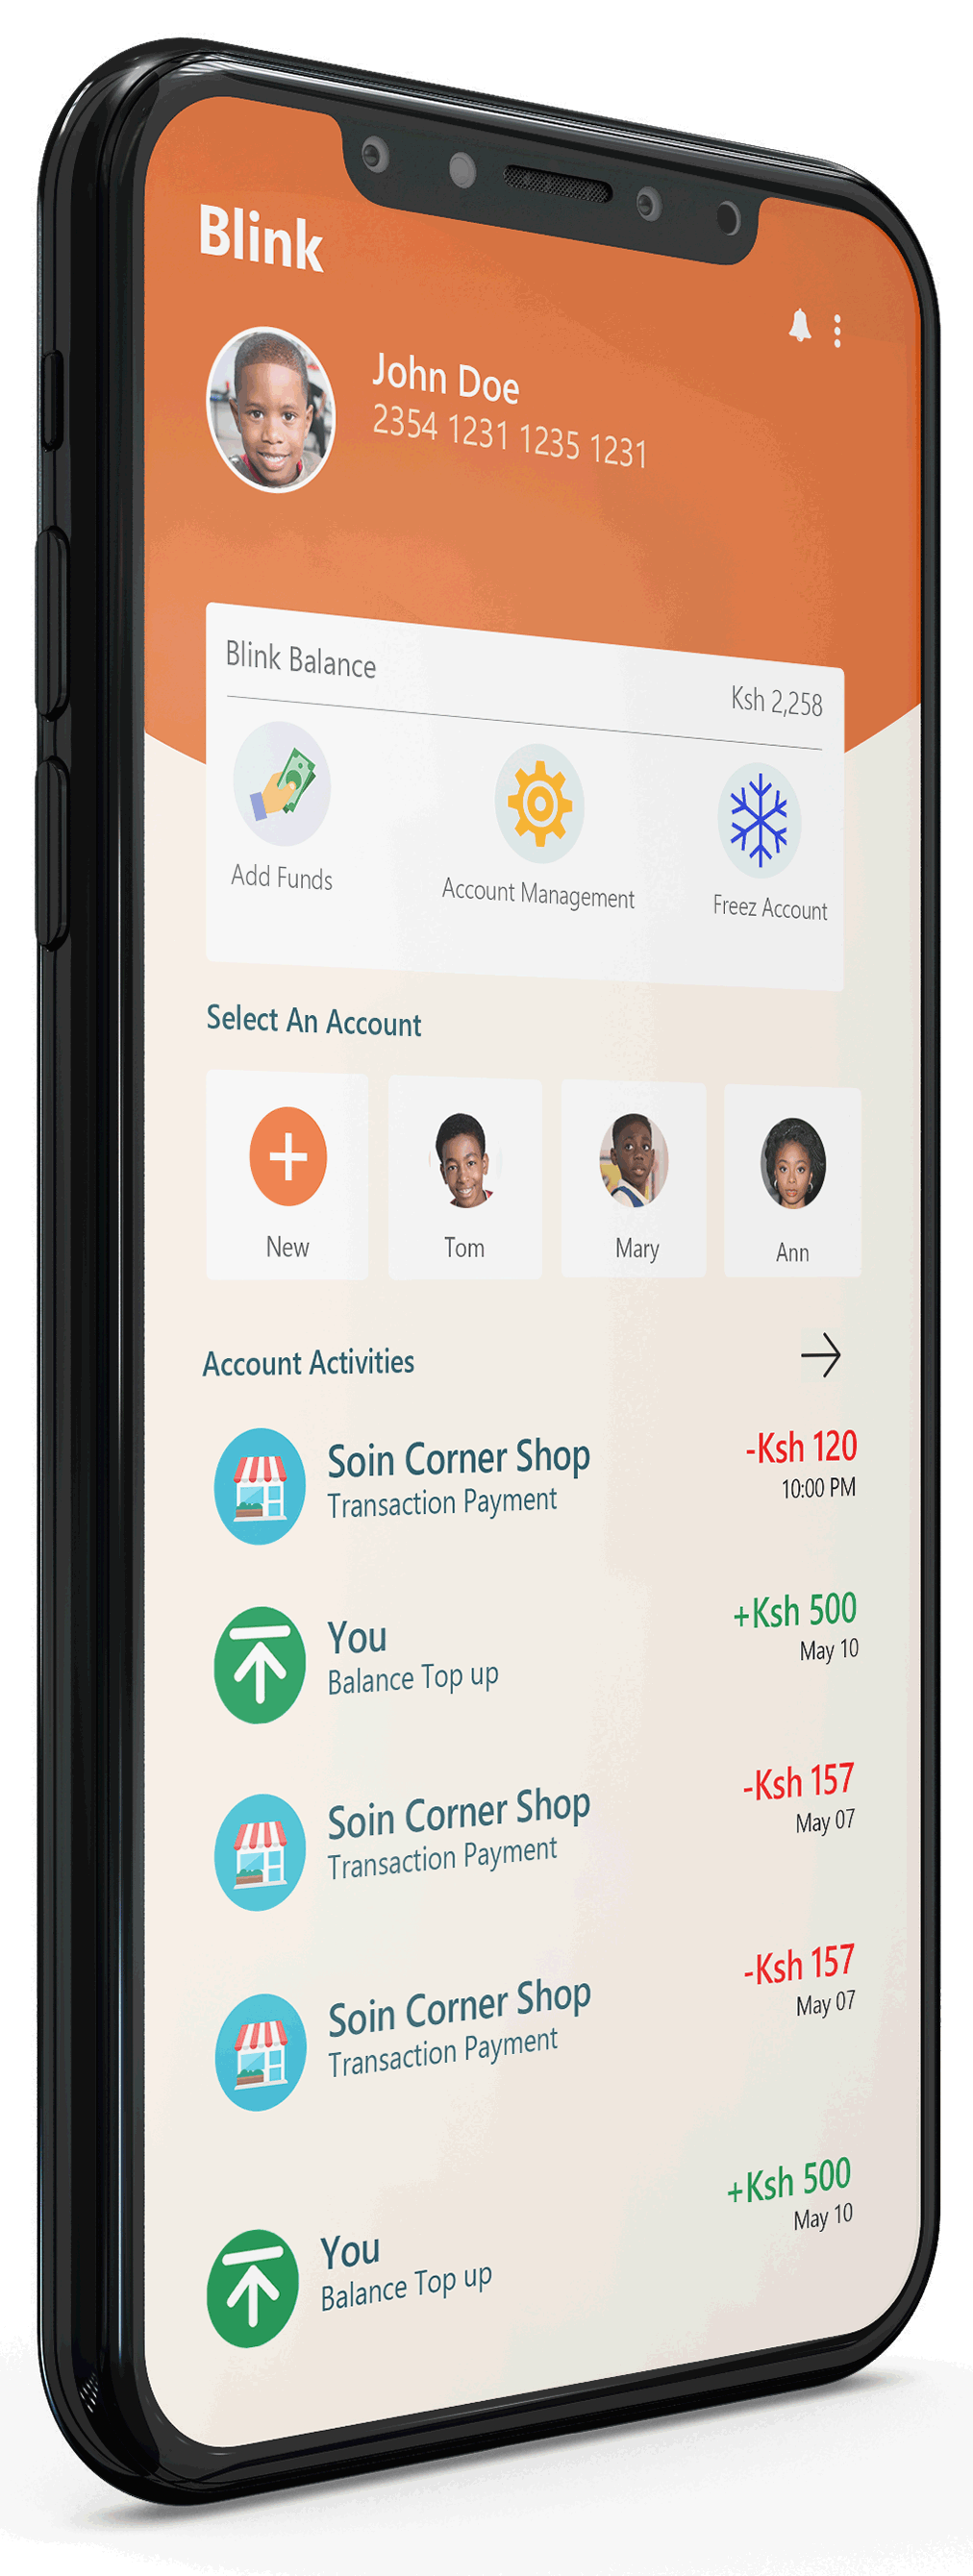 Blink
John Doe
2354 1231 1235 1231
Blink Balance
Ksh 2,258
Add Funds
Account Management
Freez Account
Select An Account
New
Tom
Mary
Ann
Account Activities
Soin Corner Shop
-Ksh 120
Transaction Payment
10:00 PM
You
+Ksh 500
Balance Top up
May 10
Soin Corner Shop
-Ksh 157
Transaction Payment
May 07
Soin Corner Shop
-Ksh 157
Transaction Payment
May 07
You
+Ksh 500
Balance Top up
May 10